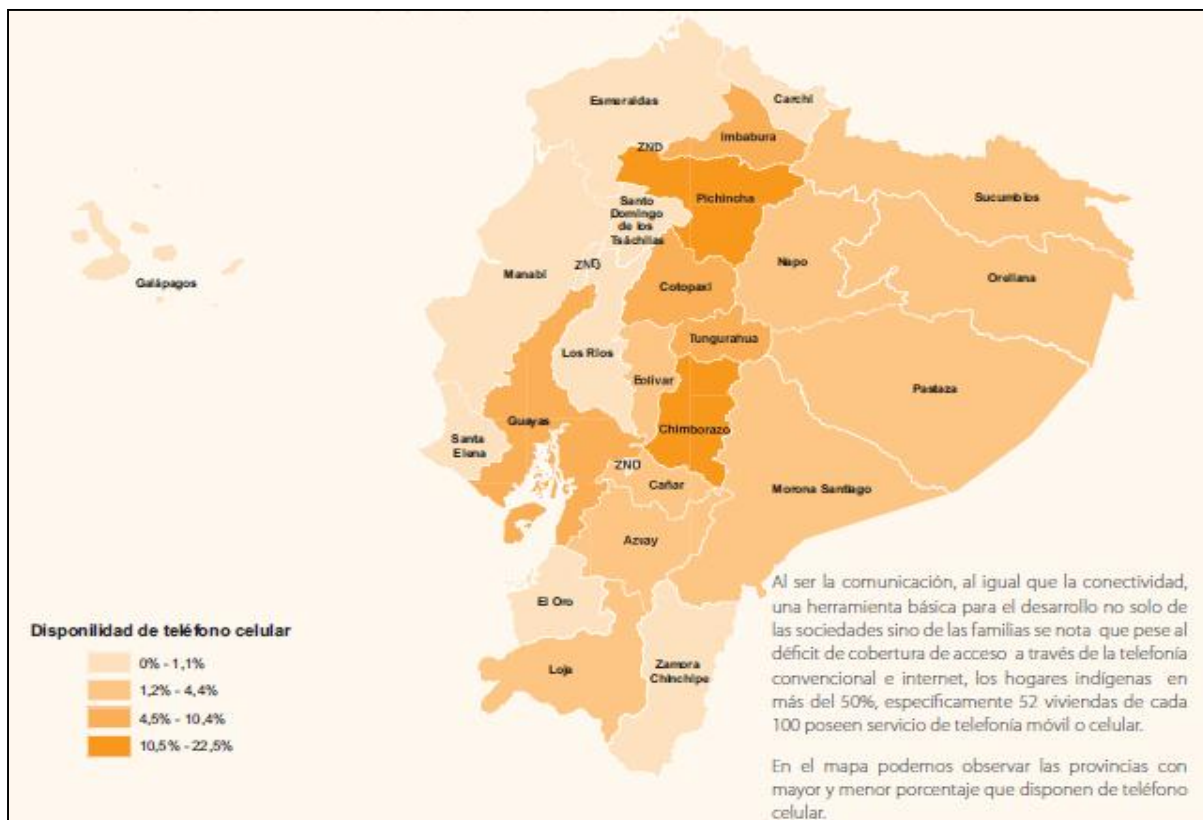 Esmeraldas
Carchi
Imbabura
ZND
Pichincha
Sucumbíos
Santo
Domingo
de los
Tsáchilas
Galápagos
Manabí
ZND
Napo
Orellana
Cotopaxi
Tungurahua
Los Ríos
Bolívar
Pastaza
Guayas
Chimborazo
Santa
Elena
ZND
Cañar
Morona Santiago
Azuay
El Oro
Loja
Zamora
Chinchipe
Disponilidad de teléfono celular
0% - 1,1%
1,2% - 4,4%
4,5% - 10,4%
10,5% - 22,5%
Al ser la comunicación, al igual que la conectividad,
una herramienta básica para el desarrollo no solo de
las sociedades sino de las familias se nota que pese al
déficit de cobertura de acceso a través de la telefonía
convencional e internet, los hogares indígenas en
más del 50%, específicamente 52 viviendas de cada
100 poseen servicio de telefonía móvil o celular.
En el mapa podemos observar las provincias con
mayor y menor porcentaje que disponen de teléfono
celular.